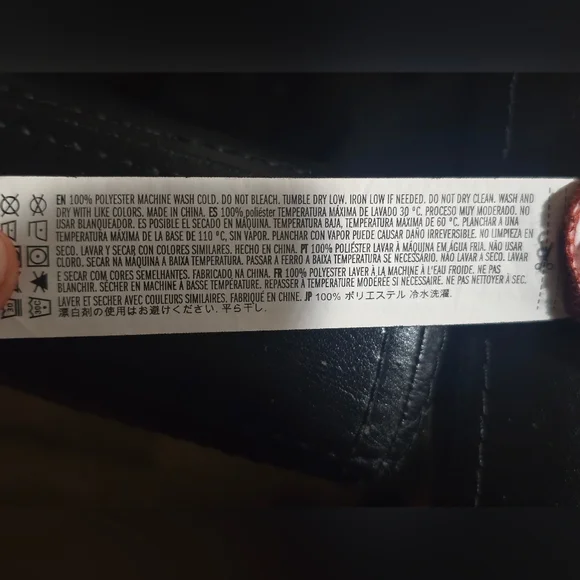 EN 100% POLYESTER MACHINE WASH COLD. DO NOT BLEACH. TUMBLE DRY LOW. IRON LOW IF NEEDED. DO NOT DRY CLEAN. WASH AND
DRY WITH LIKE COLORS. MADE IN CHINA. ES 100% poliéster TEMPERATURA MÁXIMA DE LAVADO 30 °C. PROCESO MUY MODERADO. NO
USAR BLANQUEADOR. ES POSIBLE EL SECADO EN MÁQUINA. TEMPERATURA BAJA, TEMPERATURA MÁXIMA DE 60 °C. PLANCHAR A UNA
TEMPERATURA MÁXIMA DE LA BASE DE 110 °C, SIN VAPOR. PLANCHAR CON VAPOR PUEDE CAUSAR DAÑO IRREVERSIBLE. NO LIMPIEZA EN
SECO. LAVAR Y SECAR CON COLORES SIMILARES. HECHO EN CHINA. PT 100% POLIÉSTER LAVAR À MÁQUINA EM ÁGUA FRIA. NÃO USAR
CLORO. SECAR NA MÁQUINA A BAIXA TEMPERATURA. PASSAR A FERRO A BAIXA TEMPERATURA SE NECESSÁRIO. NÃO LAVAR A SECO. LAVAR
E SECAR COM CORES SEMELHANTES. FABRICADO NA CHINA. FR 100% POLYESTER LAVER À LA MACHINE À L'EAU FROIDE. NE PAS
BLANCHIR. SÉCHER EN MACHINE À BASSE TEMPERATURE. REPASSER À TEMPÉRATURE MODÉRÉE SI NÉCESSAIRE. NE PAS NETTOYER À SEC.
LAVER ET SÉCHER AVEC COULEURS SIMILAIRES. FABRIQUÉ EN CHINE. JP 100% ポリエステル 冷水洗濯.
漂白剤の使用はお避けください. 平ら干し.